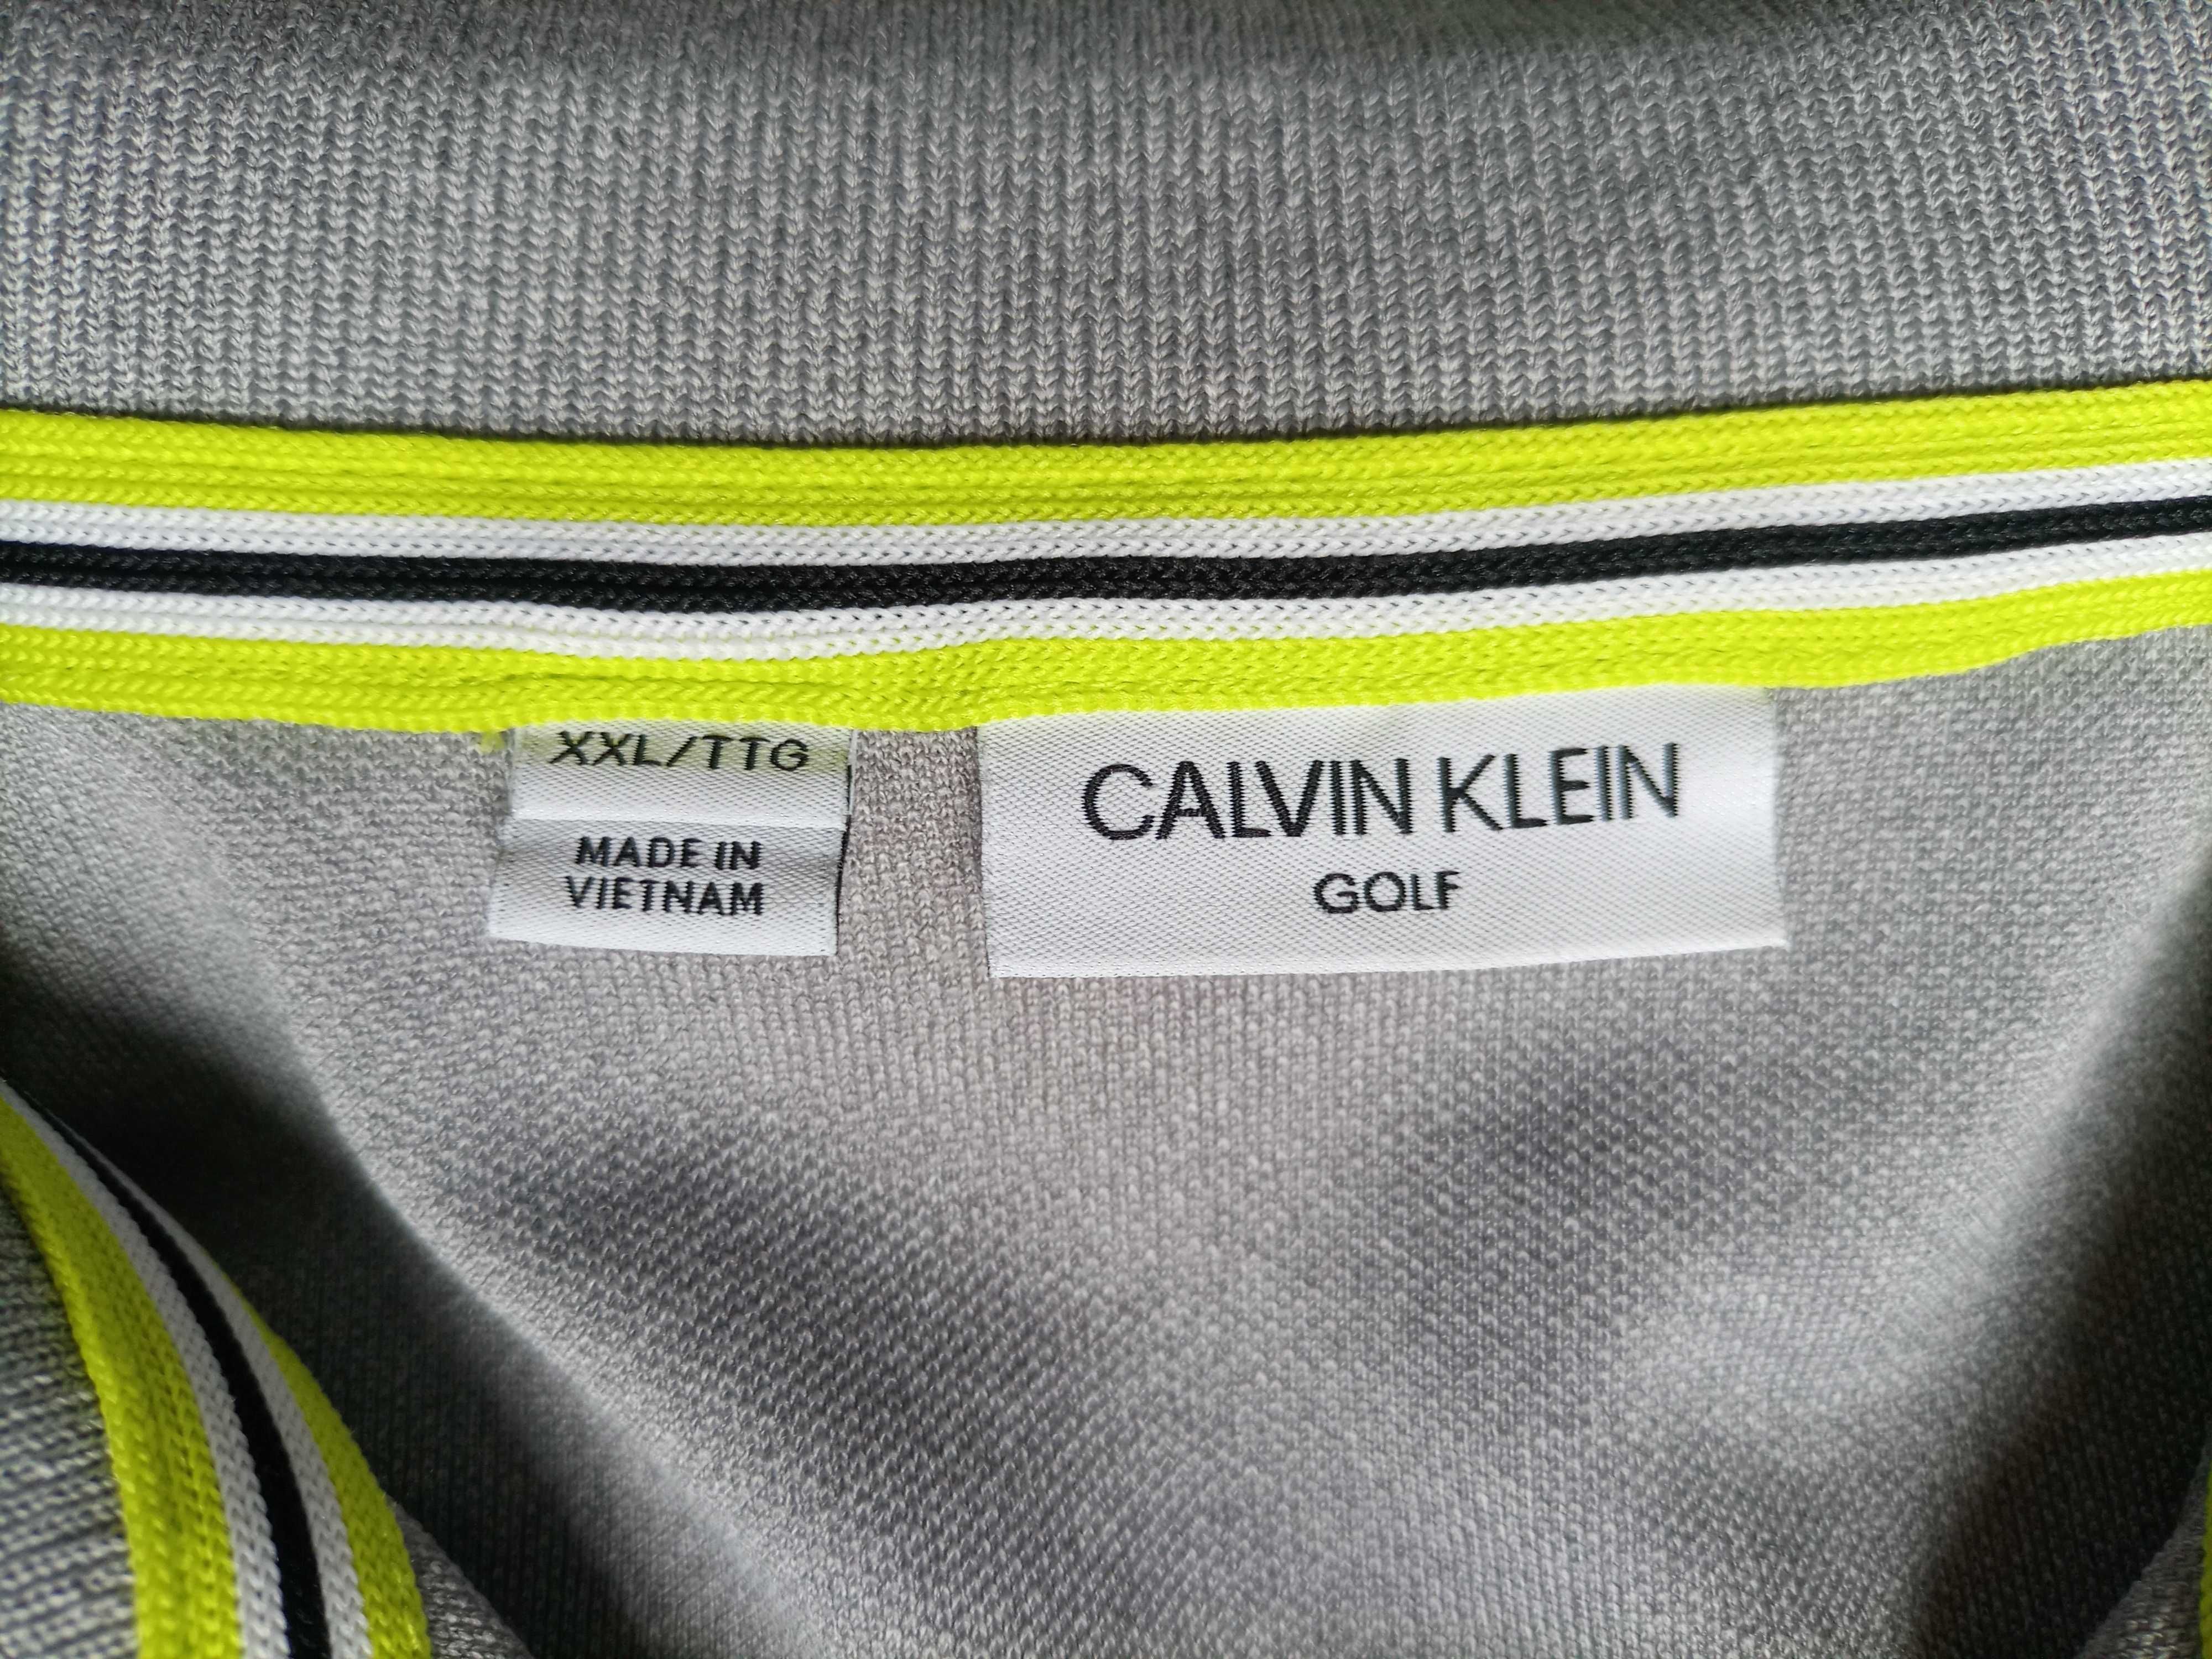 XXL/TTG
MADE IN
VIETNAM
CALVIN KLEIN
GOLF